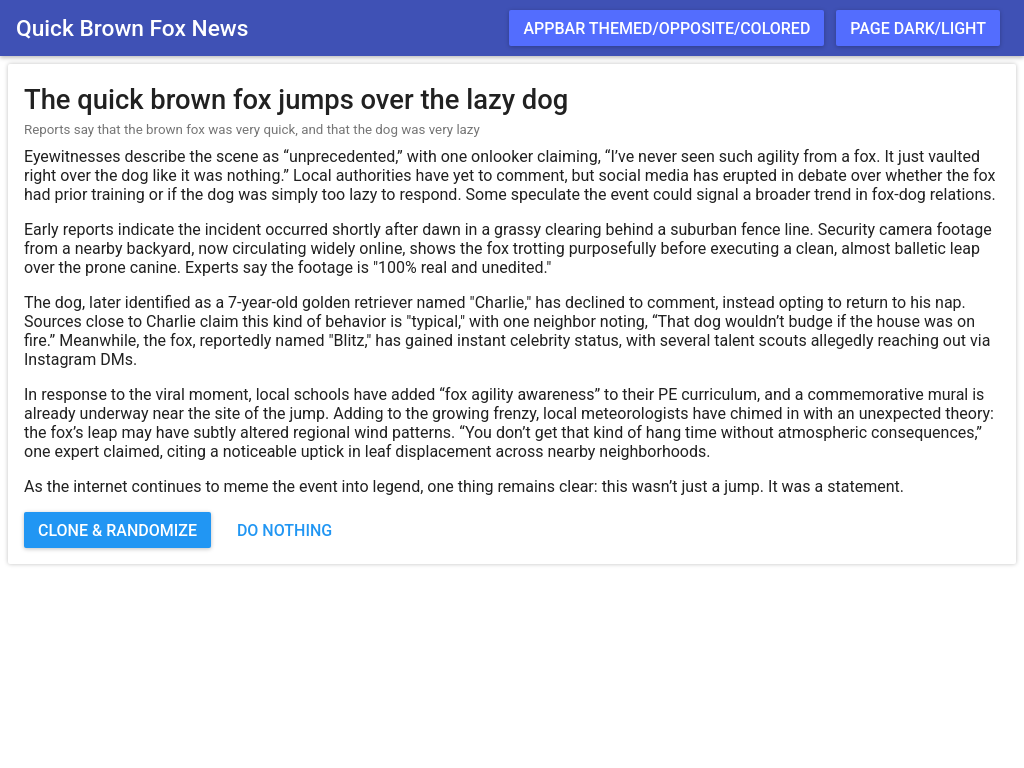 Quick Brown Fox News
APPBAR THEMED/OPPOSITE/COLORED
PAGE DARK/LIGHT
The quick brown fox jumps over the lazy dog
Reports say that the brown fox was very quick, and that the dog was very lazy
Eyewitnesses describe the scene as “unprecedented,” with one onlooker claiming, “I’ve never seen such agility from a fox. It just vaulted
right over the dog like it was nothing.” Local authorities have yet to comment, but social media has erupted in debate over whether the fox
had prior training or if the dog was simply too lazy to respond. Some speculate the event could signal a broader trend in fox-dog relations.
Early reports indicate the incident occurred shortly after dawn in a grassy clearing behind a suburban fence line. Security camera footage
from a nearby backyard, now circulating widely online, shows the fox trotting purposefully before executing a clean, almost balletic leap
over the prone canine. Experts say the footage is "100% real and unedited."
The dog, later identified as a 7-year-old golden retriever named "Charlie," has declined to comment, instead opting to return to his nap.
Sources close to Charlie claim this kind of behavior is "typical," with one neighbor noting, “That dog wouldn’t budge if the house was on
fire.” Meanwhile, the fox, reportedly named "Blitz," has gained instant celebrity status, with several talent scouts allegedly reaching out via
Instagram DMs.
In response to the viral moment, local schools have added “fox agility awareness” to their PE curriculum, and a commemorative mural is
already underway near the site of the jump. Adding to the growing frenzy, local meteorologists have chimed in with an unexpected theory:
the fox’s leap may have subtly altered regional wind patterns. “You don’t get that kind of hang time without atmospheric consequences,”
one expert claimed, citing a noticeable uptick in leaf displacement across nearby neighborhoods.
As the internet continues to meme the event into legend, one thing remains clear: this wasn’t just a jump. It was a statement.
CLONE & RANDOMIZE
DO NOTHING